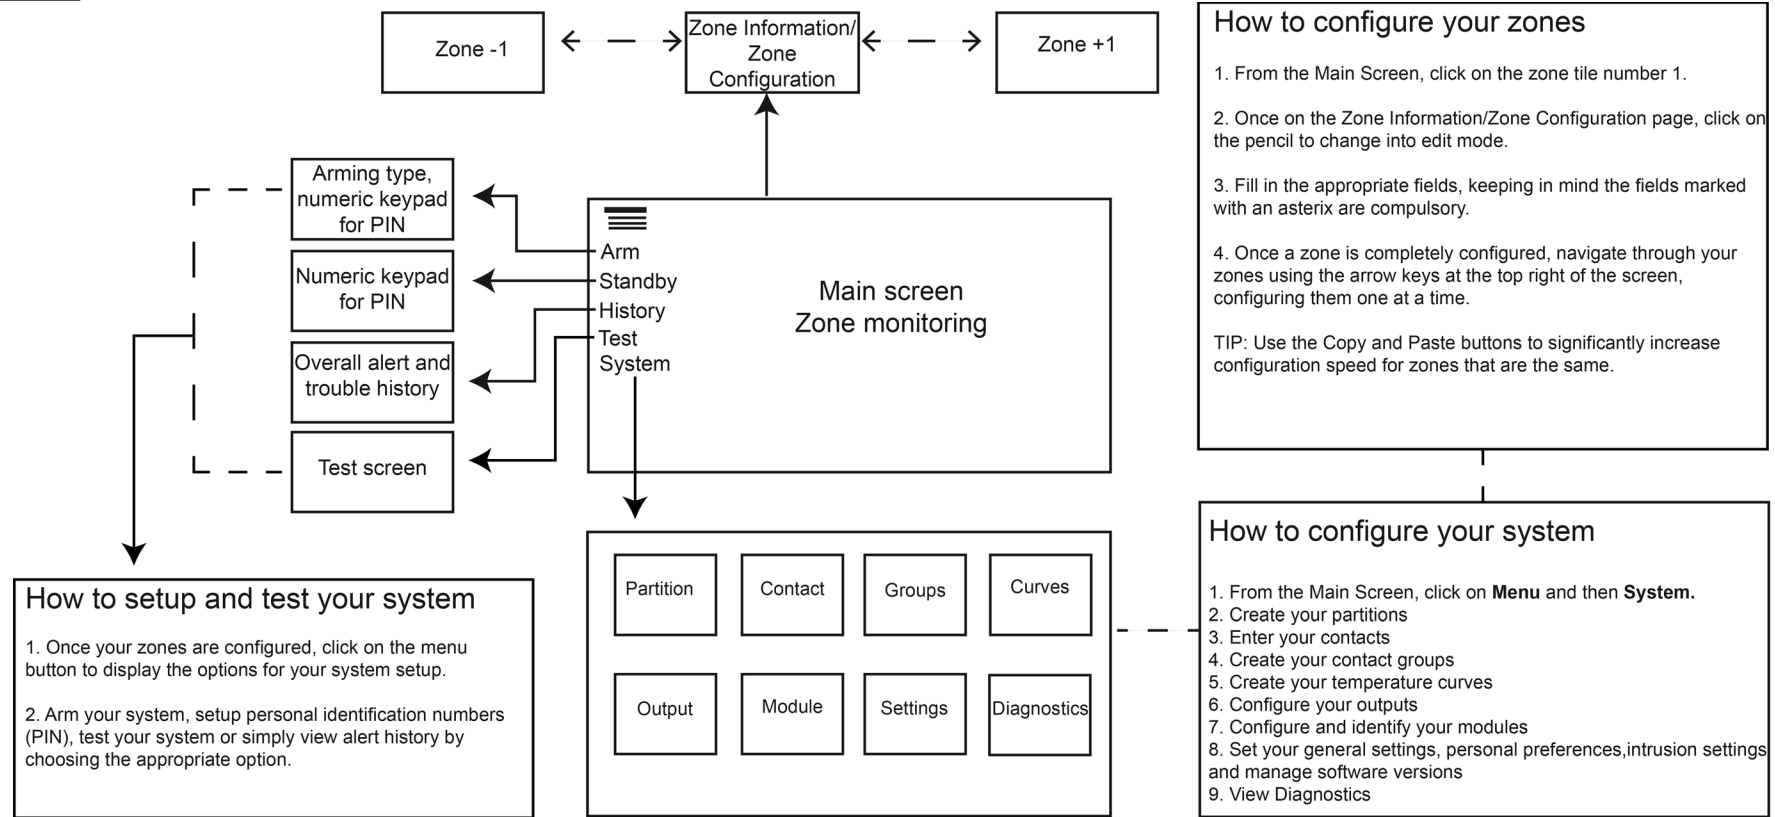 Zone -1
Zone Information/
Zone
Configuration
Zone +1
Arming type,
numeric keypad
for PIN
Numeric keypad
for PIN
Overall alert and
trouble history
Test screen
Arm
Standby
History
Test
System
Main screen
Zone monitoring
Partition
Contact
Groups
Curves
Output
Module
Settings
Diagnostics
How to setup and test your system
1. Once your zones are configured, click on the menu
button to display the options for your system setup.
2. Arm your system, setup personal identification numbers
(PIN), test your system or simply view alert history by
choosing the appropriate option.
How to configure your zones
1. From the Main Screen, click on the zone tile number 1.
2. Once on the Zone Information/Zone Configuration page, click on
the pencil to change into edit mode.
3. Fill in the appropriate fields, keeping in mind the fields marked
with an asterix are compulsory.
4. Once a zone is completely configured, navigate through your
zones using the arrow keys at the top right of the screen,
configuring them one at a time.
TIP: Use the Copy and Paste buttons to significantly increase
configuration speed for zones that are the same.
How to configure your system
1. From the Main Screen, click on Menu and then System.
2. Create your partitions
3. Enter your contacts
4. Create your contact groups
5. Create your temperature curves
6. Configure your outputs
7. Configure and identify your modules
8. Set your general settings, personal preferences,intrusion settings
and manage software versions
9. View Diagnostics